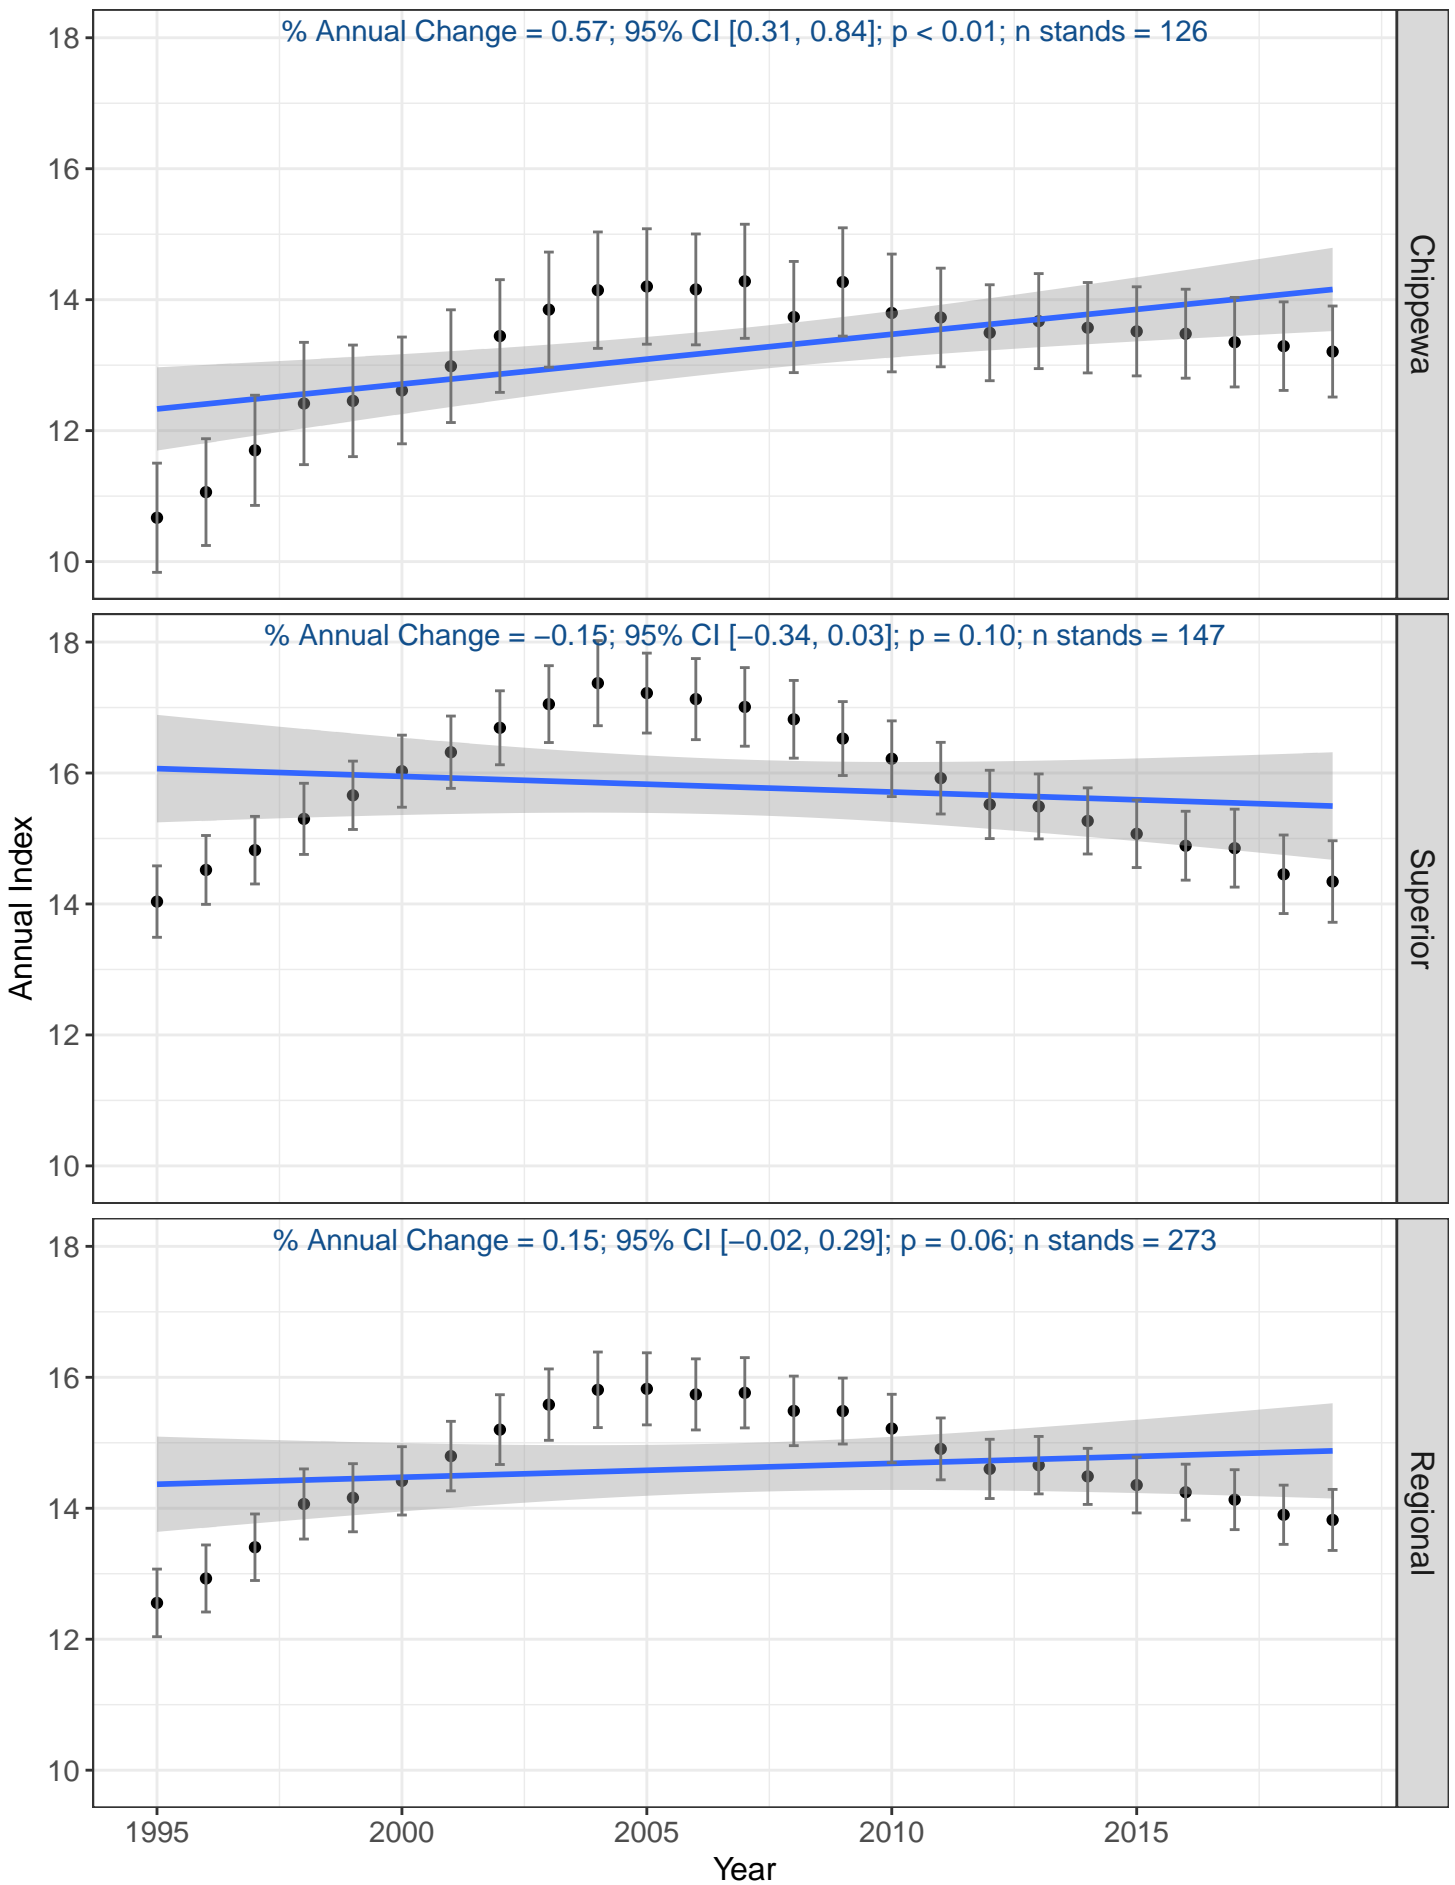 % Annual Change = 0.57; 95% CI [0.31, 0.84]; p < 0.01; n stands = 126
18
16
14
12
10
Chippewa
% Annual Change = −0.15; 95% CI [−0.34, 0.03]; p = 0.10; n stands = 147
18
16
14
12
10
Superior
Annual Index
% Annual Change = 0.15; 95% CI [−0.02, 0.29]; p = 0.06; n stands = 273
18
16
14
12
10
Regional
1995 2000 2005 2010 2015
Year